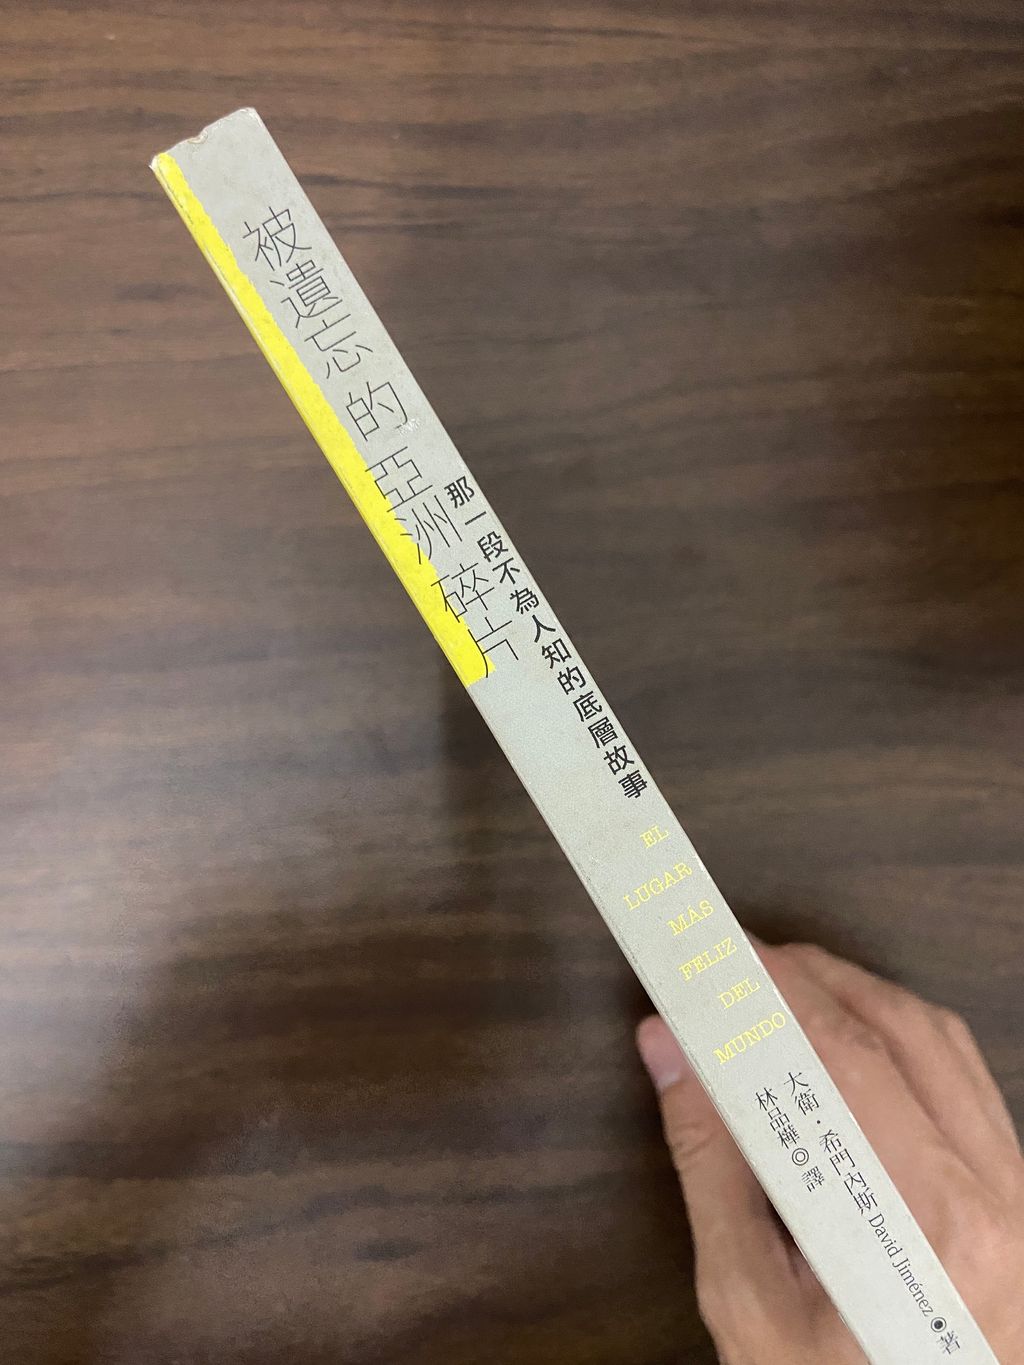 被遺忘的亞洲碎片
那一段不為人知的底層故事
EL
LUGAR
MÁS
FELIZ
DEL
MUNDO
大衛・希門內斯 David Jiménez ◉ 著
林品樺 ◎ 譯